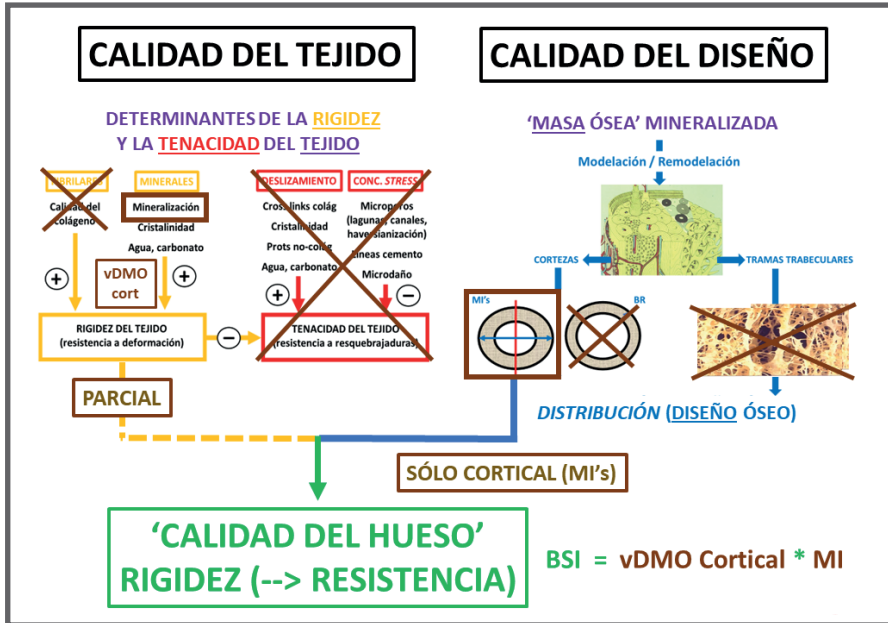 CALIDAD DEL TEJIDO
DETERMINANTES DE LA RIGIDEZ
Y LA TENACIDAD DEL TEJIDO
FIBRILARES
Calidad del
colágeno
MINERALES
Mineralización
Cristalinidad
Agua, carbonato
DESLIZAMIENTO
Cross links colág
Cristalinidad
Prots no-colág
Agua, carbonato
CONC. STRESS
Microporos
(lagunas, canales,
haversianización)
Líneas cemento
Microdaño
+
vDMO
cort
+
+
−
RIGIDEZ DEL TEJIDO
(resistencia a deformación)
−
TENACIDAD DEL TEJIDO
(resistencia a resquebrajaduras)
PARCIAL
CALIDAD DEL DISEÑO
'MASA ÓSEA' MINERALIZADA
Modelación / Remodelación
CORTEZAS
TRAMAS TRABECULARES
MI's
BR
DISTRIBUCIÓN (DISEÑO ÓSEO)
SÓLO CORTICAL (MI's)
'CALIDAD DEL HUESO'
RIGIDEZ (--> RESISTENCIA)
BSI = vDMO Cortical * MI